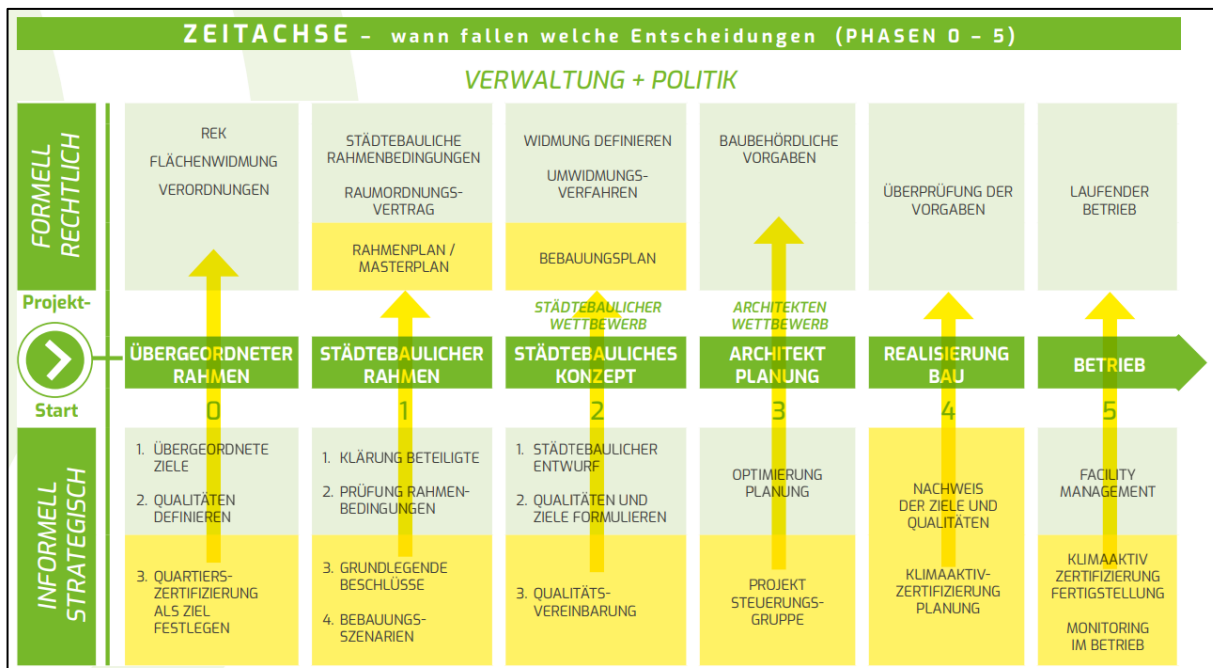 ZEITACHSE – wann fallen welche Entscheidungen (PHASEN 0 – 5)
VERWALTUNG + POLITIK
FORMELL
RECHTLICH
REK
FLÄCHENWIDMUNG
VERORDNUNGEN
STÄDTEBAULICHE
RAHMENBEDINGUNGEN
RAUMORDNUNGS-
VERTRAG
RAHMENPLAN /
MASTERPLAN
WIDMUNG DEFINIEREN
UMWIDMUNGS-
VERFAHREN
BEBAUUNGSPLAN
BAUBEHÖRDLICHE
VORGABEN
ÜBERPRÜFUNG DER
VORGABEN
LAUFENDER
BETRIEB
Projekt-
Start
STÄDTEBAULICHER
WETTBEWERB
ARCHITEKTEN
WETTBEWERB
ÜBERGEORDNETER
RAHMEN
0
STÄDTEBAULICHER
RAHMEN
1
STÄDTEBAULICHES
KONZEPT
2
ARCHITEKT
PLANUNG
3
REALISIERUNG
BAU
4
BETRIEB
5
INFORMELL
STRATEGISCH
1. ÜBERGEORDNETE
ZIELE
2. QUALITÄTEN
DEFINIEREN
3. QUARTIERS-
ZERTIFIZIERUNG
ALS ZIEL
FESTLEGEN
1. KLÄRUNG BETEILIGTE
2. PRÜFUNG RAHMEN-
BEDINGUNGEN
3. GRUNDLEGENDE
BESCHLÜSSE
4. BEBAUUNGS-
SZENARIEN
1. STÄDTEBAULICHER
ENTWURF
2. QUALITÄTEN UND
ZIELE FORMULIEREN
3. QUALITÄTS-
VEREINBARUNG
OPTIMIERUNG
PLANUNG
PROJEKT
STEUERUNGS-
GRUPPE
NACHWEIS
DER ZIELE UND
QUALITÄTEN
KLIMAAKTIV-
ZERTIFIZIERUNG
PLANUNG
FACILITY
MANAGEMENT
KLIMAAKTIV
ZERTIFIZIERUNG
FERTIGSTELLUNG
MONITORING
IM BETRIEB